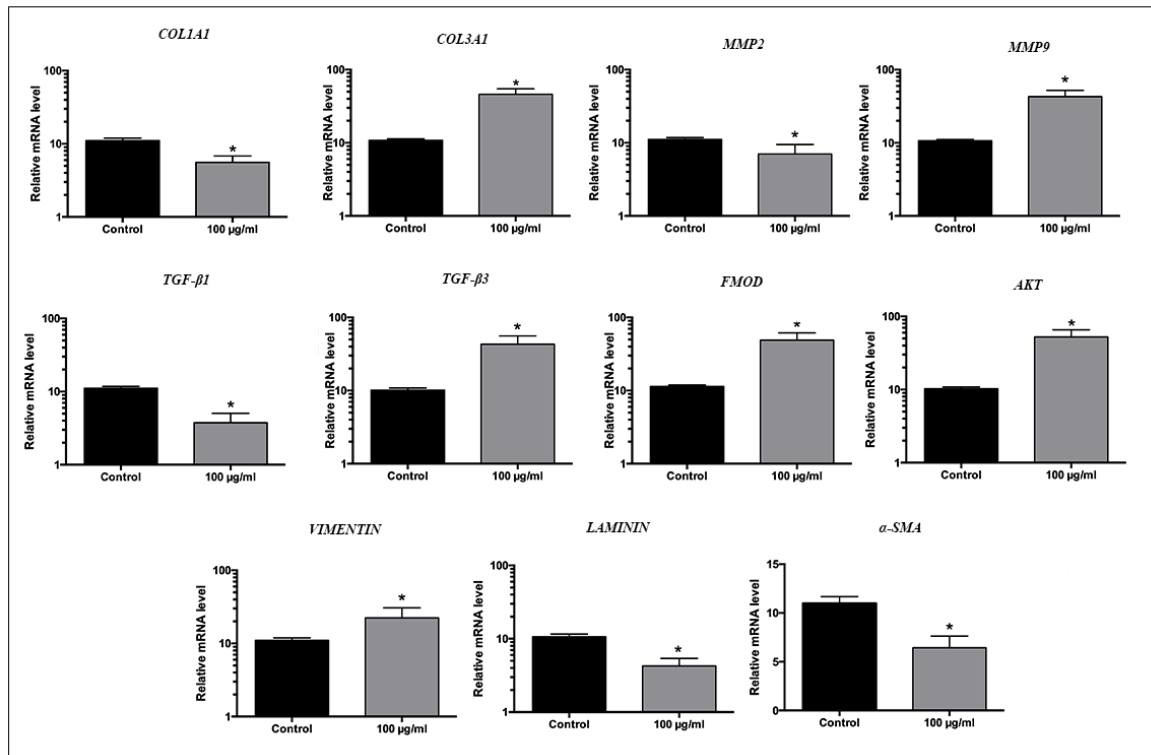 COL1A1
COL3A1
MMP2
MMP9
Relative mRNA level
100
10
1
*
Control
100 µg/ml
Relative mRNA level
100
10
1
*
Control
100 µg/ml
Relative mRNA level
100
10
1
*
Control
100 µg/ml
Relative mRNA level
100
10
1
*
Control
100 µg/ml
TGF-β1
TGF-β3
FMOD
AKT
Relative mRNA level
100
10
1
*
Control
100 µg/ml
Relative mRNA level
100
10
1
*
Control
100 µg/ml
Relative mRNA level
100
10
1
*
Control
100 µg/ml
Relative mRNA level
100
10
1
*
Control
100 µg/ml
VIMENTIN
LAMININ
α-SMA
Relative mRNA level
100
10
1
*
Control
100 µg/ml
Relative mRNA level
100
10
1
*
Control
100 µg/ml
Relative mRNA level
15
10
5
0
*
Control
100 µg/ml